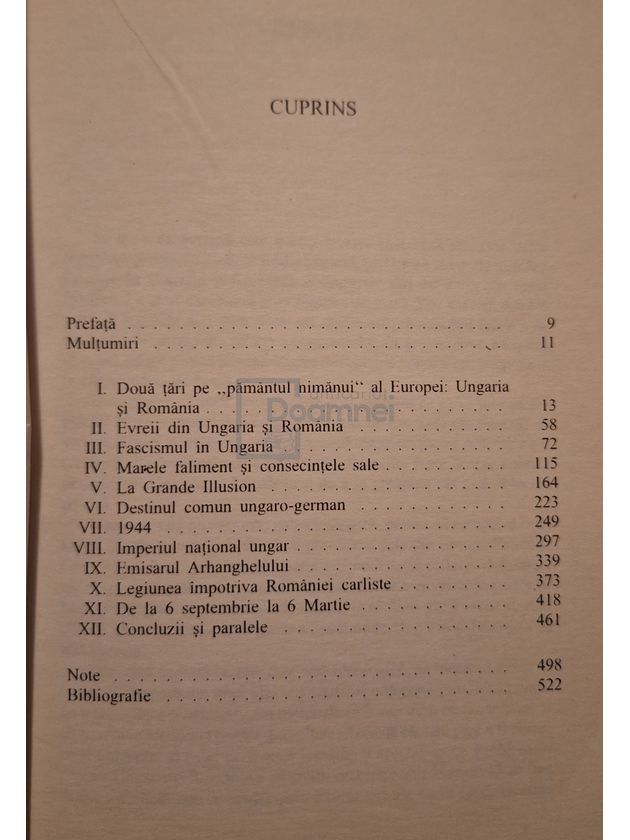 CUPRINS
Prefață . . . . . . . . . . . . . . . . . . . . . . . . . . . . . 9
Mulțumiri . . . . . . . . . . . . . . . . . . . . . . . . . . . 11
I. Două țări pe „pământul nimănui“ al Europei: Ungaria
și România . . . . . . . . . . . . . . . . . . . . . . . 13
II. Evreii din Ungaria și România . . . . . . . . . . . . 58
III. Fascismul în Ungaria . . . . . . . . . . . . . . . . . 72
IV. Marele faliment și consecințele sale . . . . . . . . . 115
V. La Grande Illusion . . . . . . . . . . . . . . . . . . 164
VI. Destinul comun ungaro-german . . . . . . . . . . . . 223
VII. 1944 . . . . . . . . . . . . . . . . . . . . . . . . . . 249
VIII. Imperiul național ungar . . . . . . . . . . . . . . . . 297
IX. Emisarul Arhanghelului . . . . . . . . . . . . . . . . 339
X. Legiunea împotriva României carliste . . . . . . . . . 373
XI. De la 6 septembrie la 6 Martie . . . . . . . . . . . . 418
XII. Concluzii și paralele . . . . . . . . . . . . . . . . . 461
Note . . . . . . . . . . . . . . . . . . . . . . . . . . . . . . 498
Bibliografie . . . . . . . . . . . . . . . . . . . . . . . . . . 522
Anticariat
Doamnei